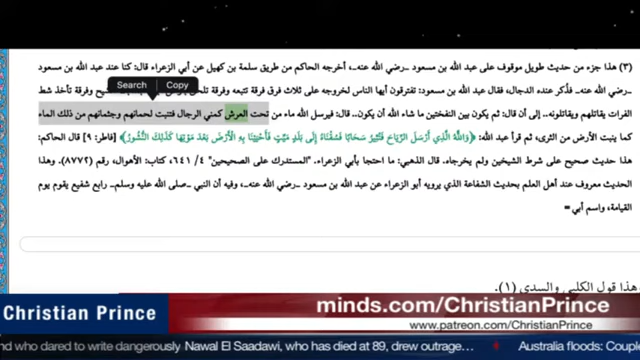 (٣) هذا جزء من حديث طويل موقوف على عبد الله بن مسعود -رضي الله عنه-، أخرجه الحاكم من طريق سلمة بن كهيل عن أبي الزعراء قال: كنا عند عبد الله بن مسعود
Search Copy
-رضي الله عنه- فذكر عنده الدجال، فقال عبد الله بن مسعود: تفترقون أيها الناس لخروجه على ثلاث فرق فرقة تتبعه وفرقة وفرقة تأخذ شط
الفرات يقاتلهم ويقاتلونه.. إلى أن قال: ثم يكون بين النفختين ما شاء الله أن يكون.. قال: فيرسل الله ماء من تحت العرش كمني الرجال فتنبت لحمانهم وجثمانهم من ذلك الماء
كما ينبت الأرض من الثرى، ثم قرأ عبد الله: ﴿وَاللَّهُ الَّذِي أَرْسَلَ الرِّيَاحَ فَتُثِيرُ سَحَابًا فَسُقْنَاهُ إِلَى بَلَدٍ مَيِّتٍ فَأَحْيَيْنَا بِهِ الْأَرْضَ بَعْدَ مَوْتِهَا كَذَلِكَ النُّشُورُ﴾ [فاطر: ٩] قال الحاكم:
هذا حديث صحيح على شرط الشيخين ولم يخرجاه. قال الذهبي: ما احتجا بأبي الزعراء. "المستدرك على الصحيحين" ٤/ ٦٤١، كتاب: الأهوال، رقم (٨٧٧٢). وهذا
الحديث معروف عند أهل العلم بحديث الشفاعة الذي يرويه أبو الزعراء عن عبد الله بن مسعود -رضي الله عنه-، وفيه أن النبي -صلى الله عليه وسلم- رابع شفيع يقوم يوم
القيامة، واسم أبي =
وهذا قول الكلبي والسدي (١).
Christian Prince
minds.com/ChristianPrince
www.patreon.com/ChristianPrince
nd who dared to write dangerously Nawal El Saadawi, who has died at 89, drew outrage... Australia floods: Couple